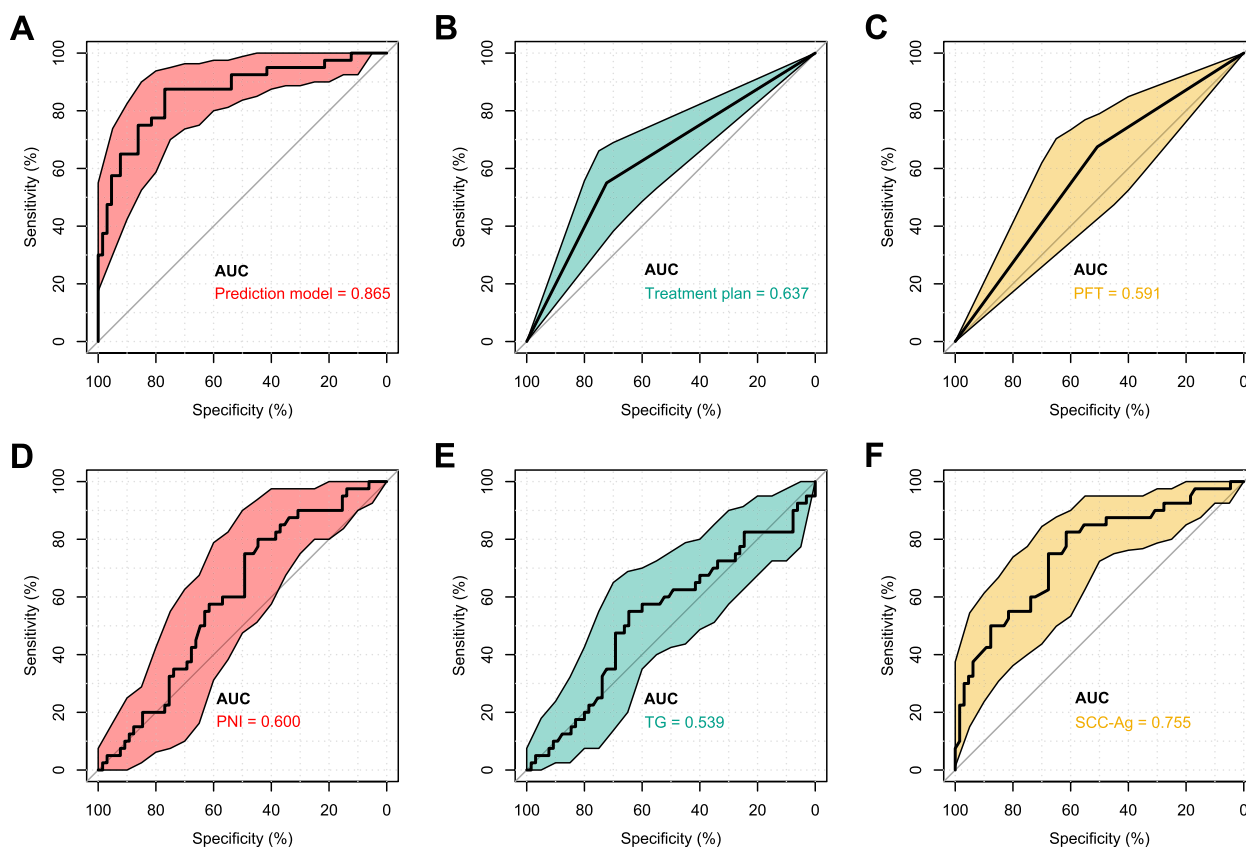 A
Sensitivity (%)
100
80
60
40
20
0
AUC
Prediction model = 0.865
100 80 60 40 20 0
Specificity (%)
B
Sensitivity (%)
100
80
60
40
20
0
AUC
Treatment plan = 0.637
100 80 60 40 20 0
Specificity (%)
C
Sensitivity (%)
100
80
60
40
20
0
AUC
PFT = 0.591
100 80 60 40 20 0
Specificity (%)
D
Sensitivity (%)
100
80
60
40
20
0
AUC
PNI = 0.600
100 80 60 40 20 0
Specificity (%)
E
Sensitivity (%)
100
80
60
40
20
0
AUC
TG = 0.539
100 80 60 40 20 0
Specificity (%)
F
Sensitivity (%)
100
80
60
40
20
0
AUC
SCC-Ag = 0.755
100 80 60 40 20 0
Specificity (%)